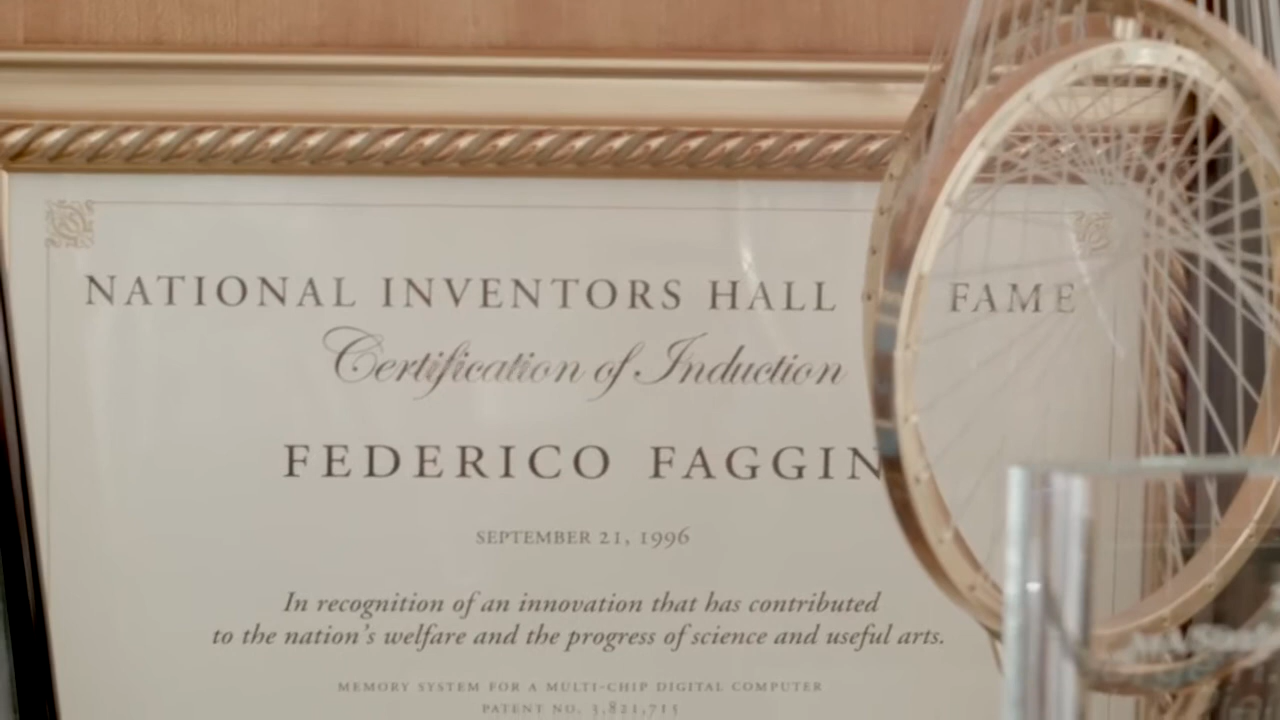 NATIONAL INVENTORS HALL FAME
Certification of Induction
FEDERICO FAGGIN
SEPTEMBER 21, 1996
In recognition of an innovation that has contributed
to the nation's welfare and the progress of science and useful arts.
MEMORY SYSTEM FOR A MULTI-CHIP DIGITAL COMPUTER
PATENT NO. 3,821,715